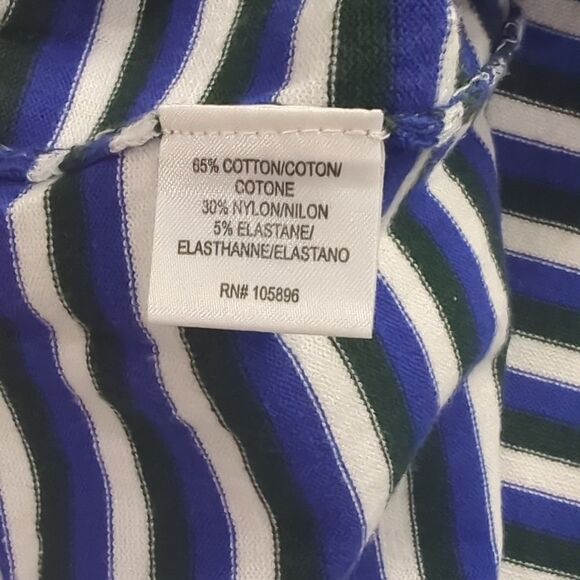 65% COTTON/COTON/
COTONE
30% NYLON/NILON
5% ELASTANE/
ELASTHANNE/ELASTANO
RN# 105896